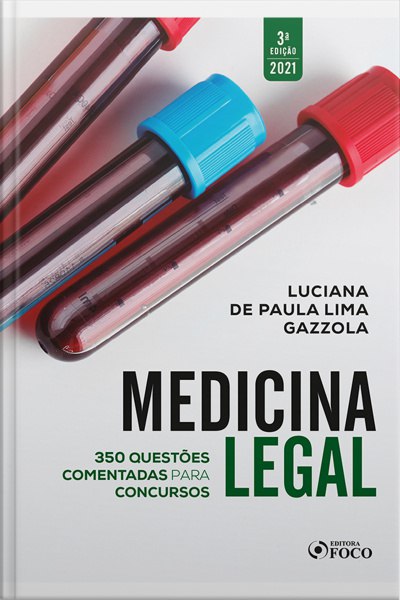 3ª
EDIÇÃO
2021
LUCIANA
DE PAULA LIMA
GAZZOLA
MEDICINA
LEGAL
350 QUESTÕES
COMENTADAS PARA
CONCURSOS
EDITORA
FOCO